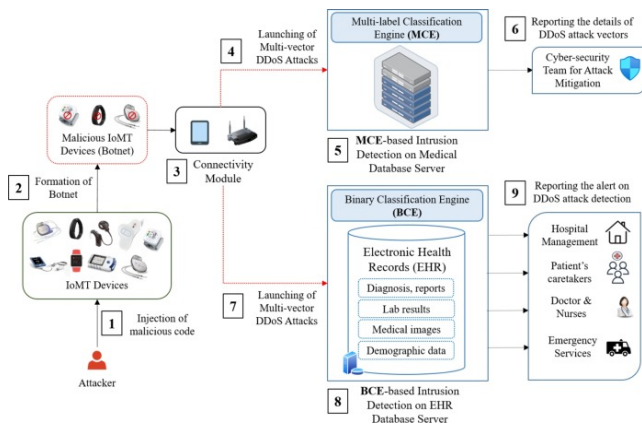 4
Launching of
Multi-vector
DDoS Attacks
Multi-label Classification
Engine (MCE)
6
Reporting the details of
DDoS attack vectors
Cyber-security
Team for Attack
Mitigation
Malicious IoMT
Devices (Botnet)
3
Connectivity
Module
5
MCE-based Intrusion
Detection on Medical
Database Server
2
Formation of
Botnet
IoMT Devices
1
Injection of
malicious code
Attacker
7
Launching of
Multi-vector
DDoS Attacks
Binary Classification Engine
(BCE)
Electronic Health
Records (EHR)
Diagnosis, reports
Lab results
Medical images
Demographic data
8
BCE-based Intrusion
Detection on EHR
Database Server
9
Reporting the alert on
DDoS attack detection
Hospital
Management
Patient's
caretakers
Doctor &
Nurses
Emergency
Services